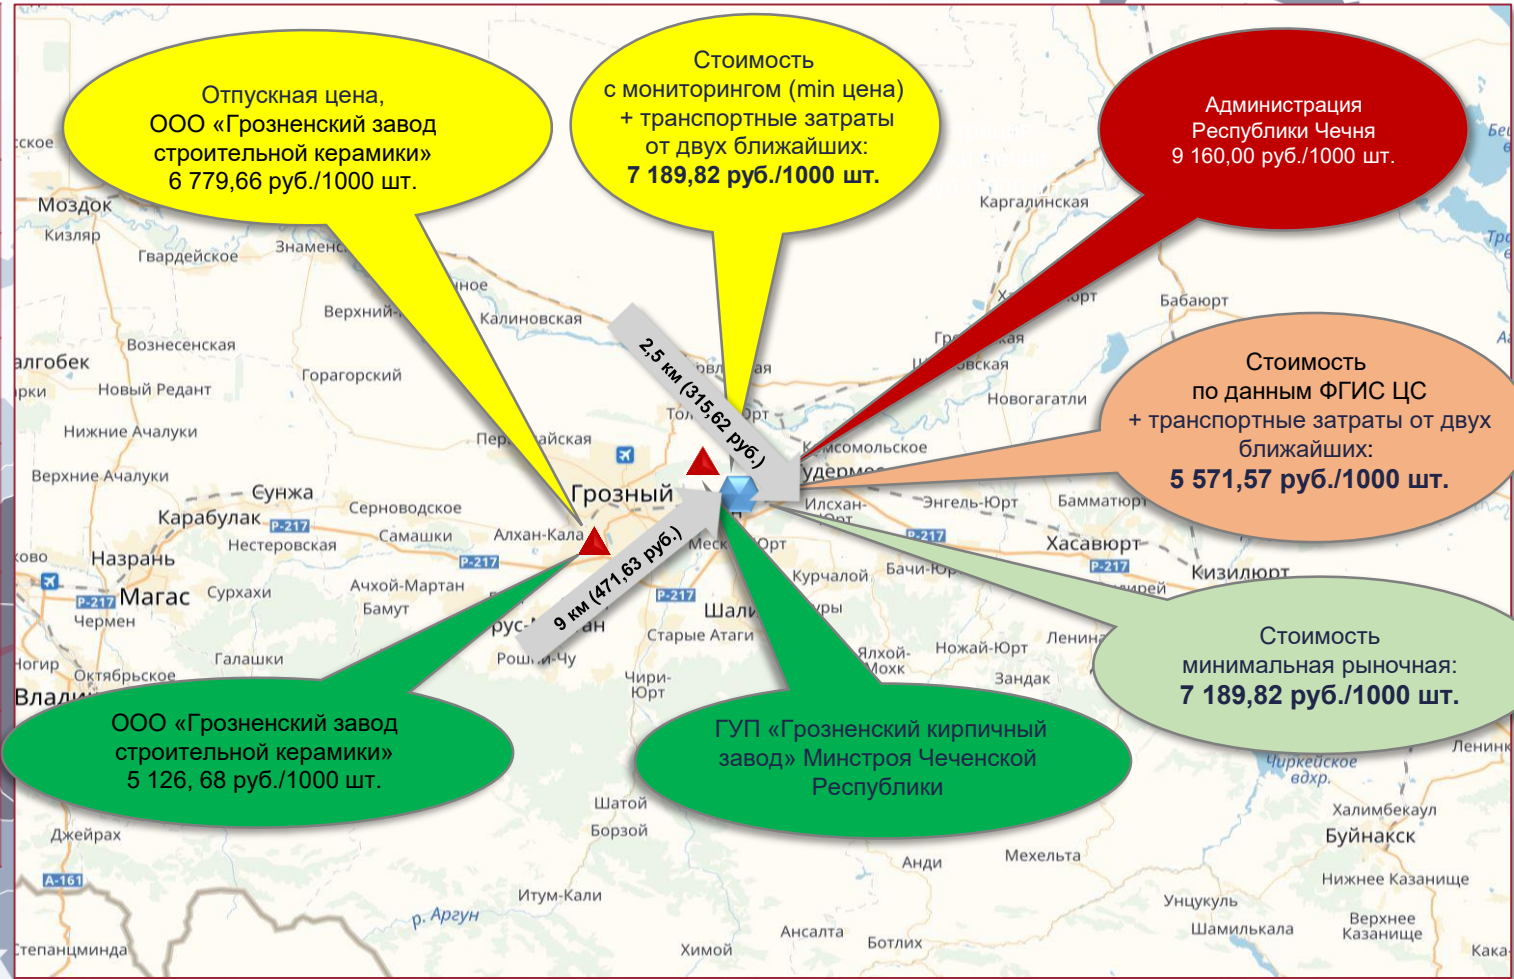 Отпускная цена,
ООО «Грозненский завод
строительной керамики»
6 779,66 руб./1000 шт.
Стоимость
с мониторингом (min цена)
+ транспортные затраты
от двух ближайших:
7 189,82 руб./1000 шт.
Администрация
Республики Чечня
9 160,00 руб./1000 шт.
Стоимость
по данным ФГИС ЦС
+ транспортные затраты от двух
ближайших:
5 571,57 руб./1000 шт.
Стоимость
минимальная рыночная:
7 189,82 руб./1000 шт.
ООО «Грозненский завод
строительной керамики»
5 126, 68 руб./1000 шт.
ГУП «Грозненский кирпичный
завод» Минстроя Чеченской
Республики
2,5 км (315,62 руб.)
9 км (471,63 руб.)
Моздок
Кизляр
Гвардейское
Каргалинская
Калиновская
Бабаюрт
Вознесенская
Горагорский
Новый Редант
Новогагатли
Нижние Ачалуки
Верхние Ачалуки
Сунжа
Серноводское
Грозный
Карабулак
Р-217
Нестеровская
Самашки
Алхан-Кала
Р-217
Энгель-Юрт
Бамматюрт
Р-217
Хасавюрт
Р-217
Назрань
Кизилюрт
Р-217
Магас
Сурхахи
Ачхой-Мартан
Бамут
Чермен
Р-217
Шали
Курчалой
Старые Атаги
Галашки
Октябрьское
Рошни-Чу
Чири-
Юрт
Ялхой-
Мохк
Ножай-Юрт
Зандак
Чиркейское
вдхр.
Шатой
Борзой
Халимбекаул
Буйнакск
Джейрах
А-161
Анди
Мехельта
Нижнее Казанище
Итум-Кали
р. Аргун
Унцукуль
Шамилькала
Верхнее
Казанище
Ансалта
Ботлих
Химой